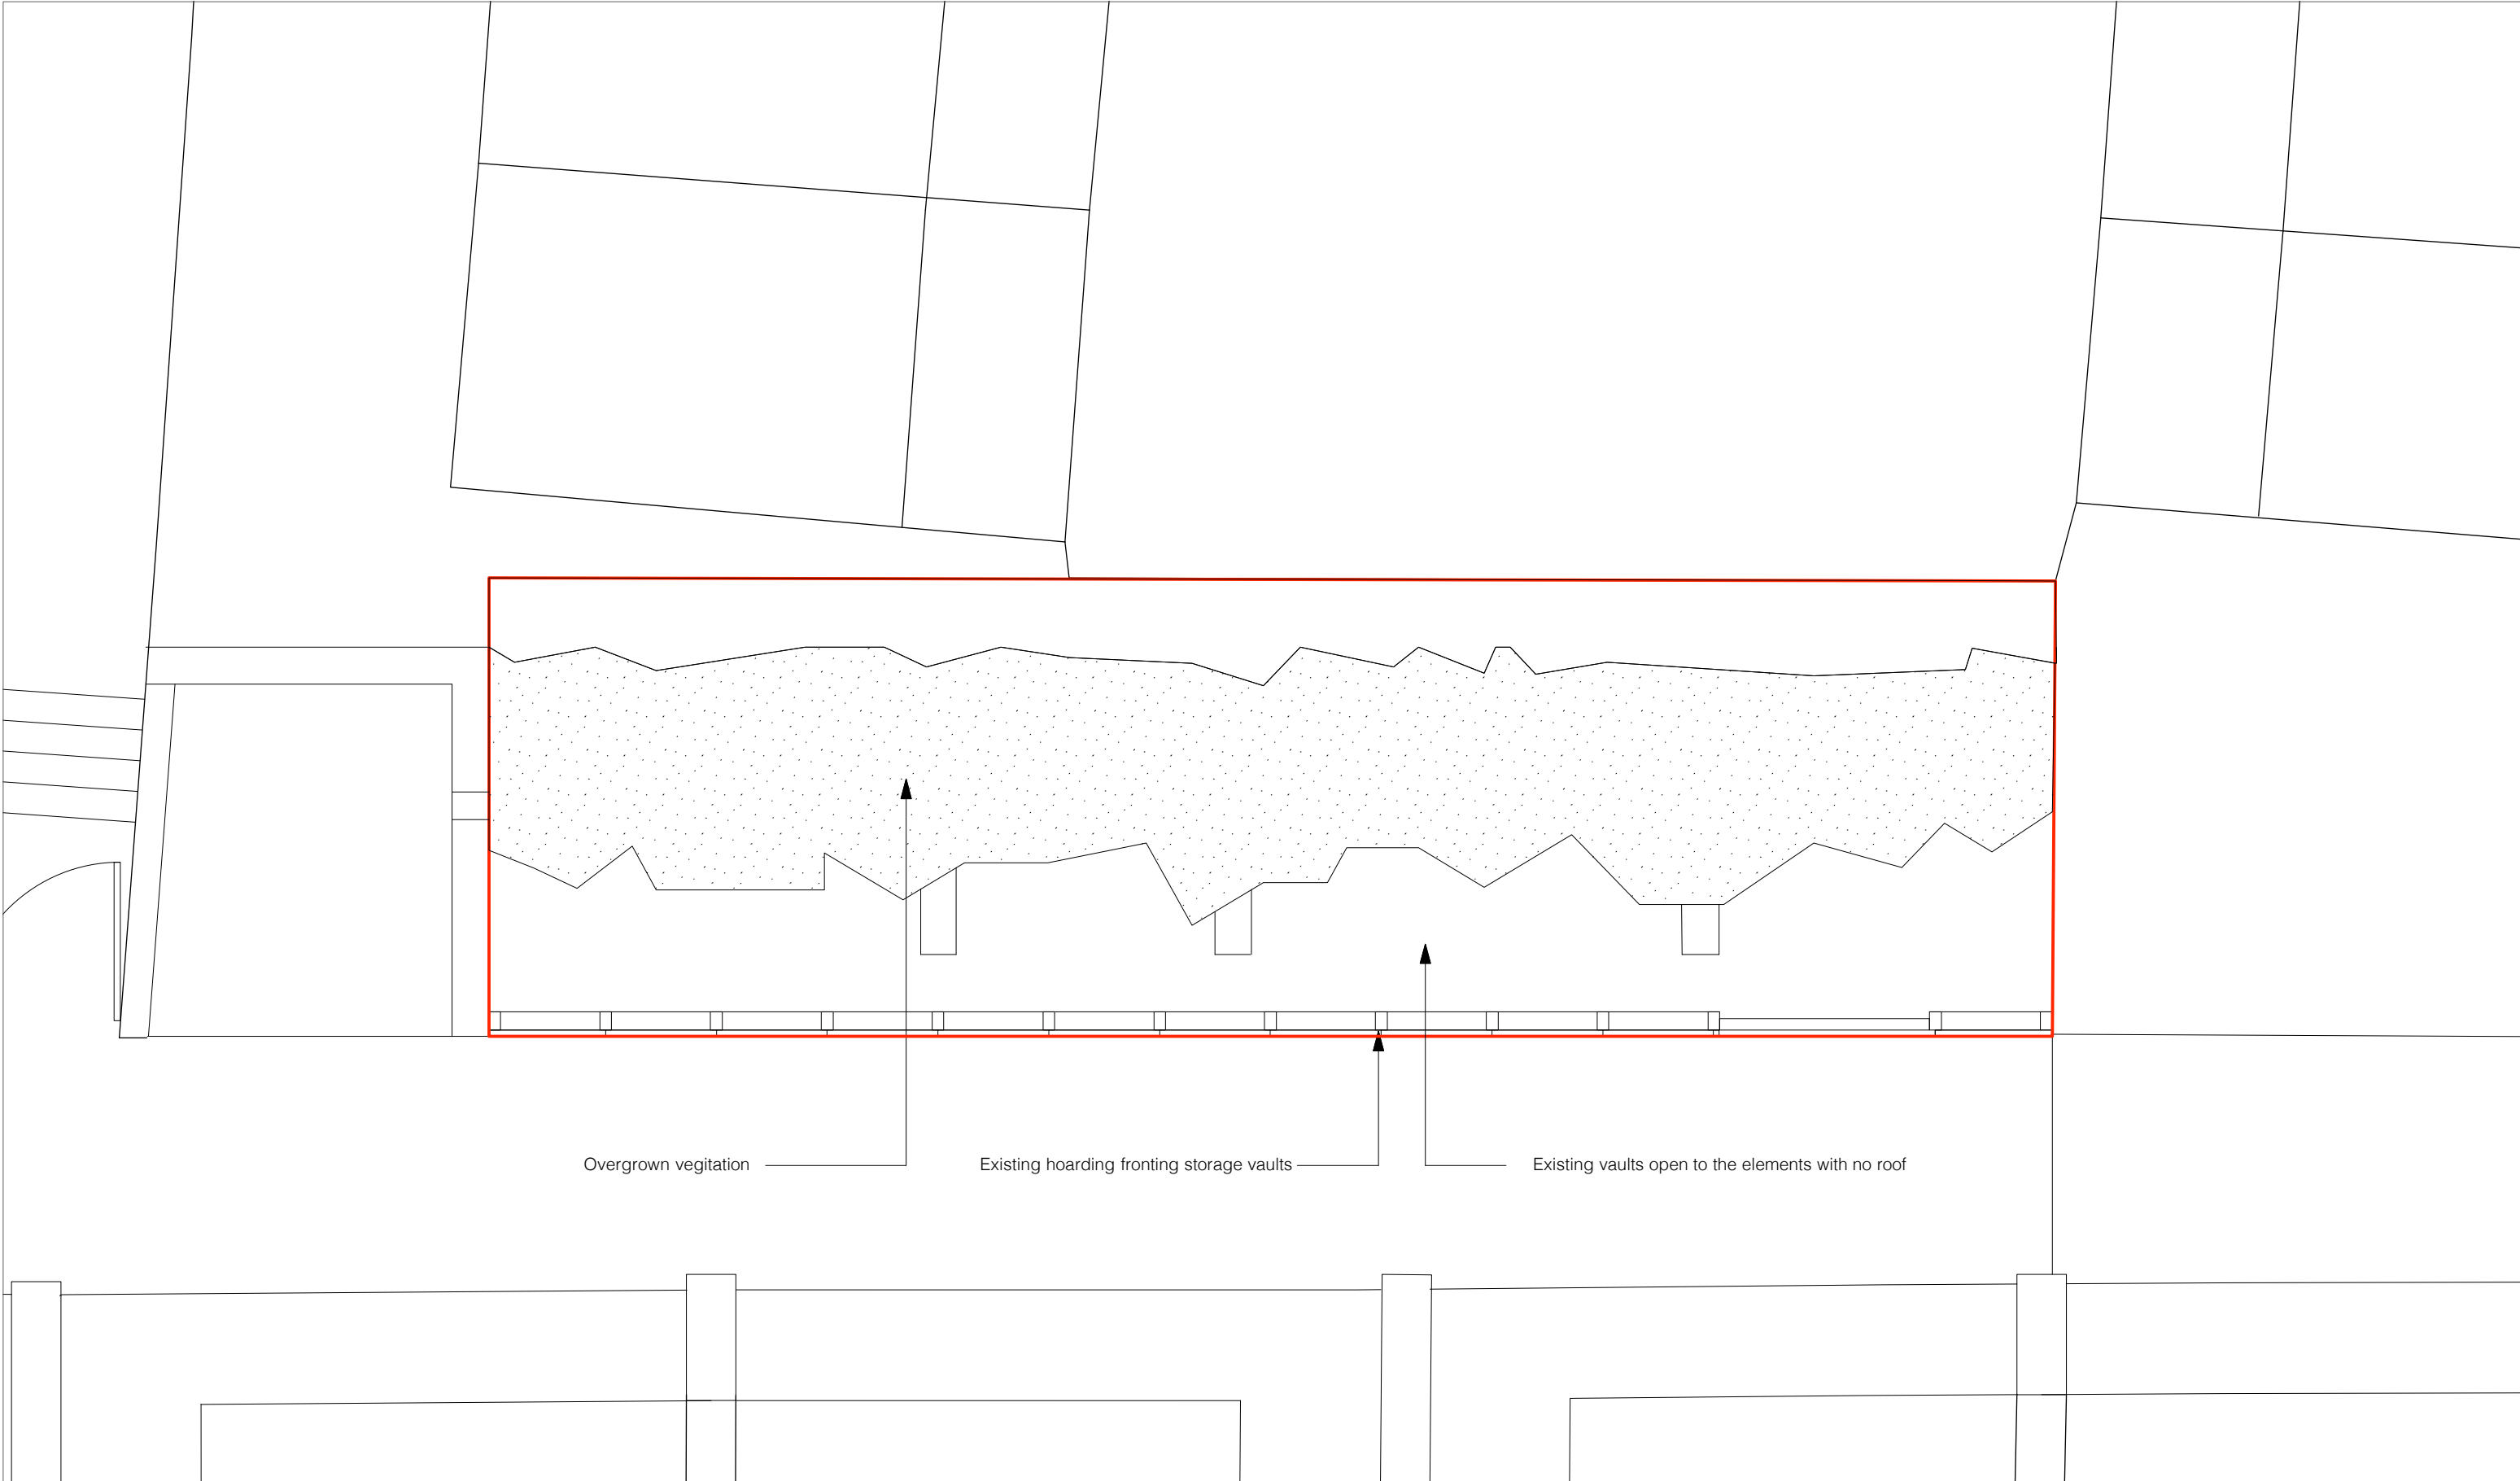 Overgrown vegitation
Existing hoarding fronting storage vaults
Existing vaults open to the elements with no roof